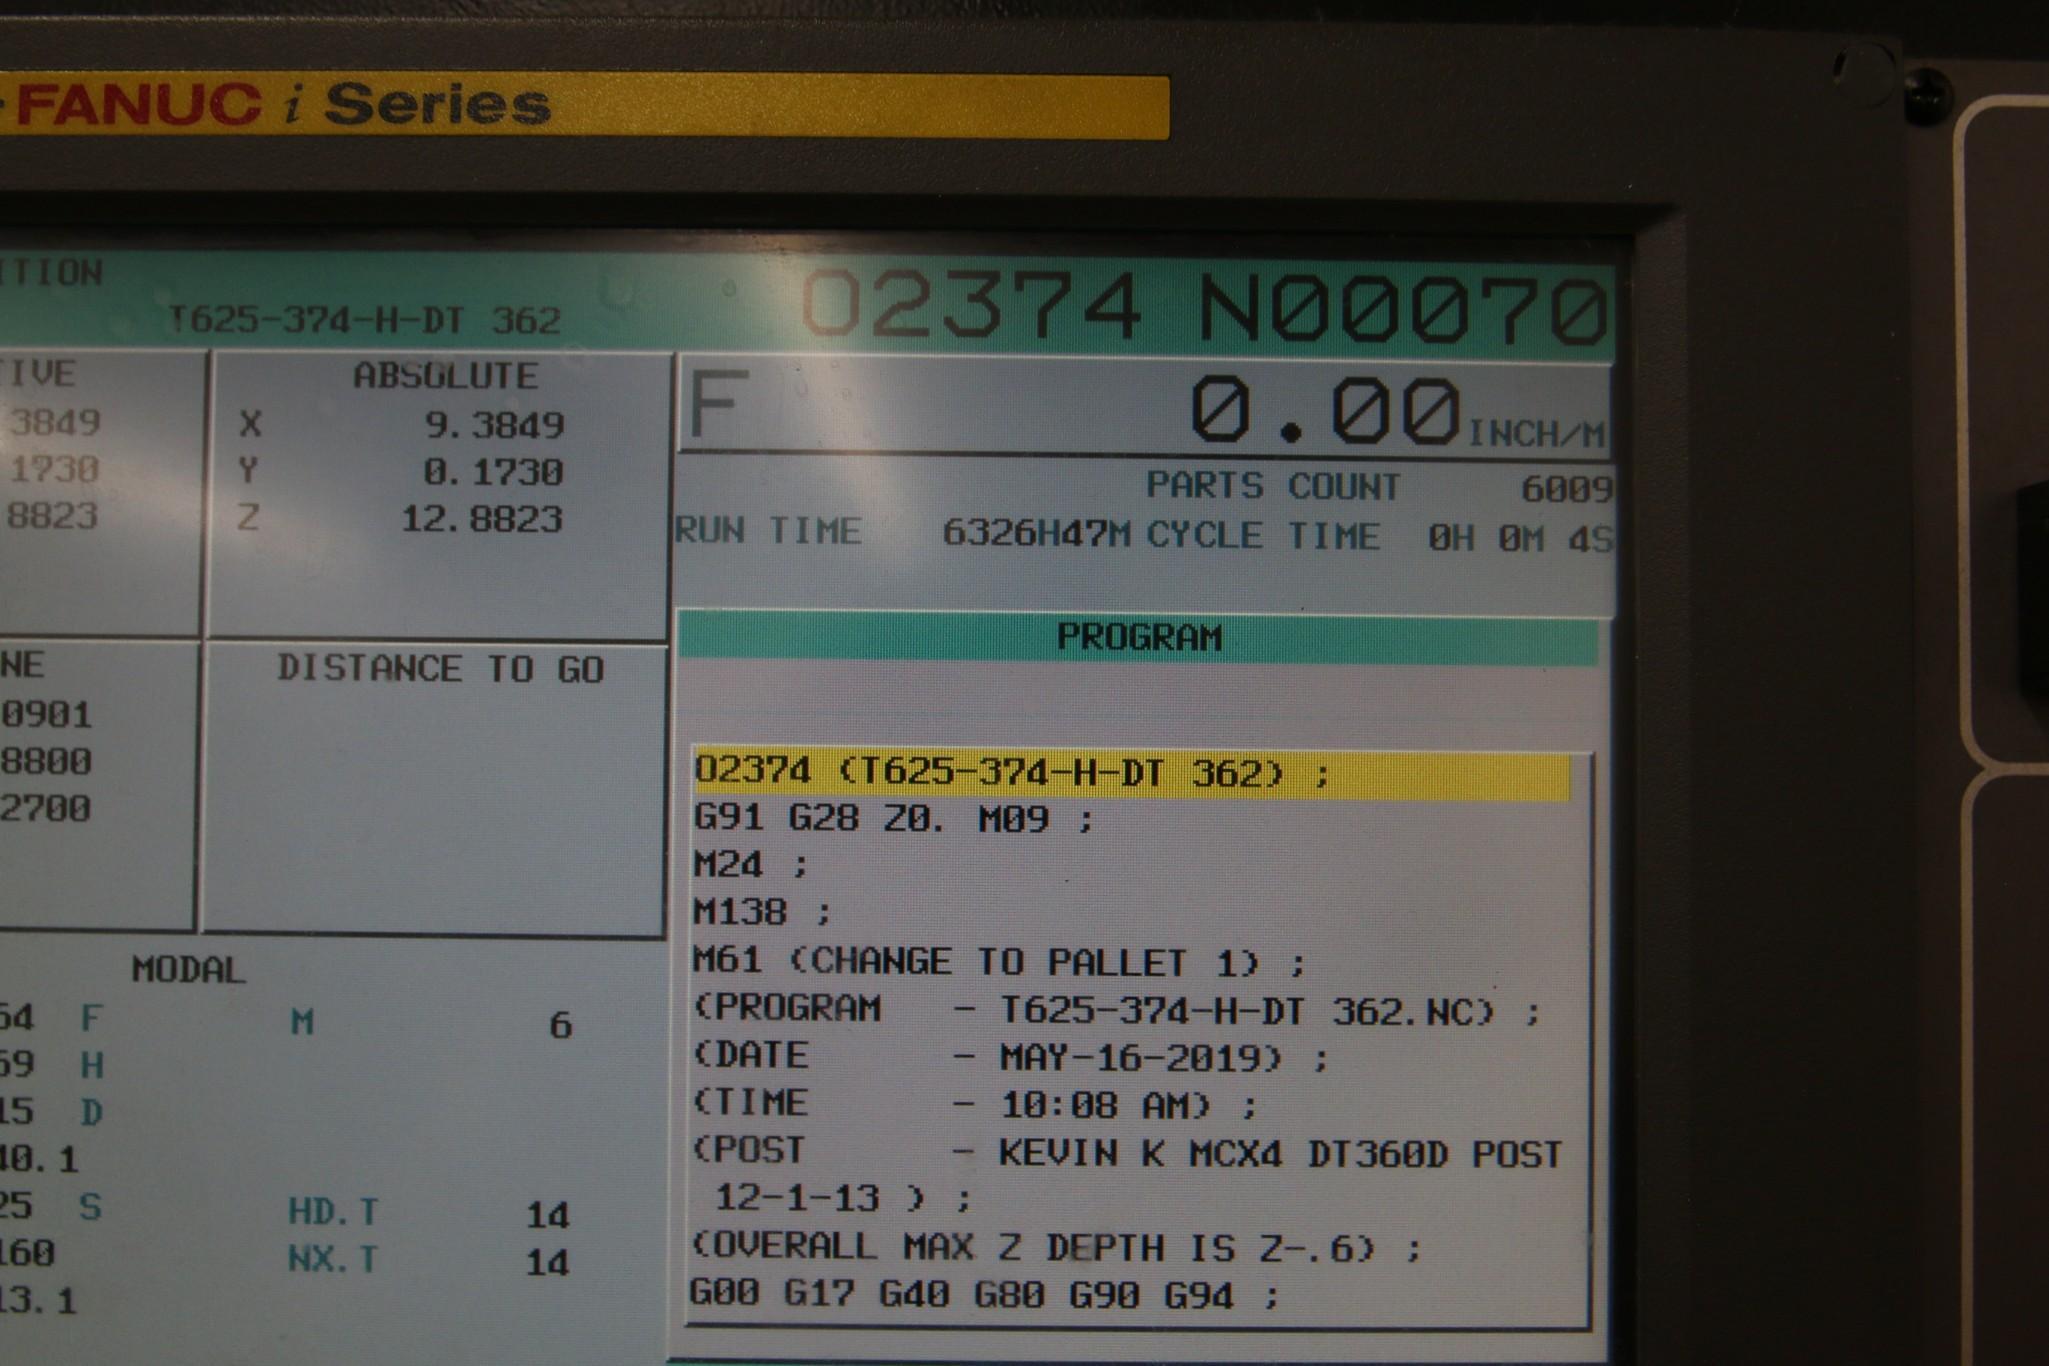 FANUC i Series
ITION
T625-374-H-DT 362
O2374 N00070
IVE
3849
1730
8823
ABSOLUTE
X 9.3849
Y 0.1730
Z 12.8823
F 0.00 INCH/M
PARTS COUNT 6009
RUN TIME 6326H47M CYCLE TIME 0H 0M 4S
NE
0901
8800
2700
DISTANCE TO GO
PROGRAM
O2374 (T625-374-H-DT 362) ;
G91 G28 Z0. M09 ;
M24 ;
M138 ;
M61 (CHANGE TO PALLET 1) ;
(PROGRAM - T625-374-H-DT 362.NC) ;
(DATE - MAY-16-2019) ;
(TIME - 10:08 AM) ;
(POST - KEVIN K MCX4 DT360D POST
12-1-13 ) ;
(OVERALL MAX Z DEPTH IS Z-.6) ;
G00 G17 G40 G80 G90 G94 ;
MODAL
64 F M 6
69 H
15 D
40.1
25 S HD.T 14
160 NX.T 14
13.1